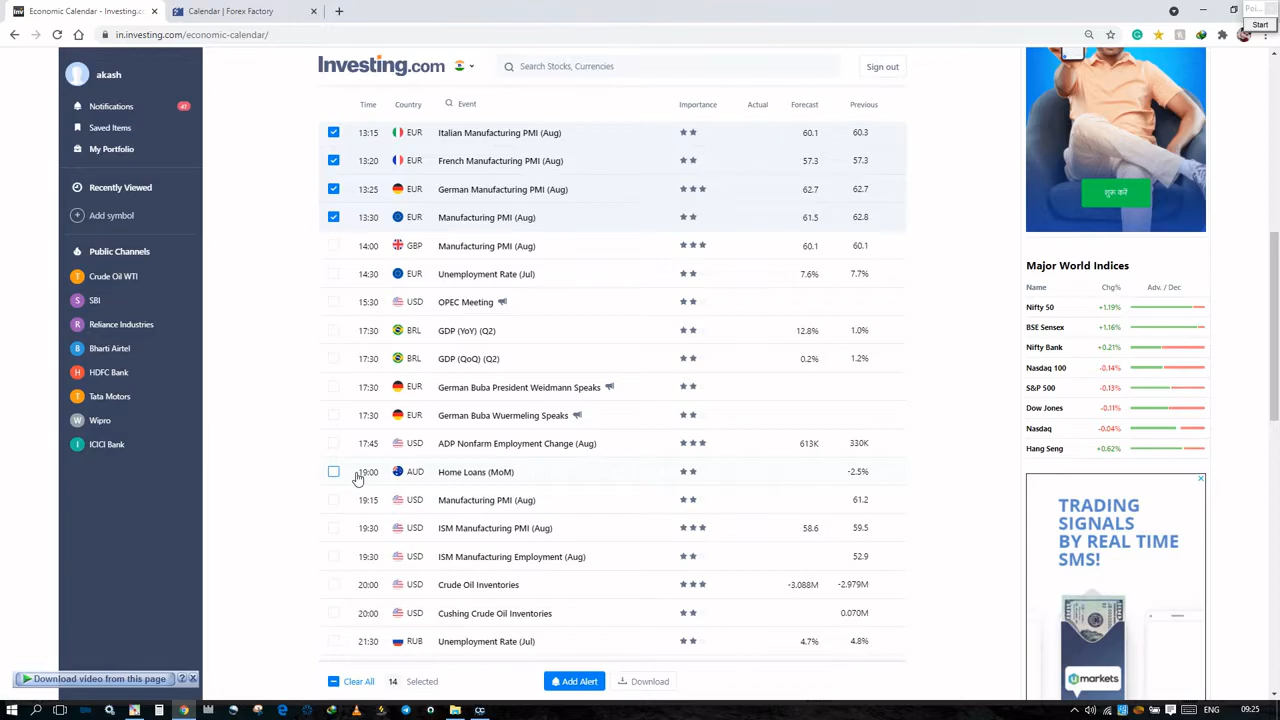 Economic Calendar - Investing.co
Calendar | Forex Factory
Start
in.investing.com/economic-calendar/
akash
Notifications
47
Saved Items
My Portfolio
Recently Viewed
Add symbol
Public Channels
T Crude Oil WTI
S SBI
R Reliance Industries
B Bharti Airtel
H HDFC Bank
T Tata Motors
W Wipro
I ICICI Bank
Download video from this page ? X
Investing.com
Search Stocks, Currencies
Sign out
Time Country Event Importance Actual Forecast Previous
13:15 EUR Italian Manufacturing PMI (Aug) 60.1 60.3
13:20 EUR French Manufacturing PMI (Aug) 57.3 57.3
13:25 EUR German Manufacturing PMI (Aug) 62.7 62.7
13:30 EUR Manufacturing PMI (Aug) 61.5 62.8
14:00 GBP Manufacturing PMI (Aug) 60.1 60.1
14:30 EUR Unemployment Rate (Jul) 7.6% 7.7%
15:30 USD OPEC Meeting
17:30 BRL GDP (YoY) (Q2) 12.8% 1.0%
17:30 BRL GDP (QoQ) (Q2) 0.2% 1.2%
17:30 EUR German Buba President Weidmann Speaks
17:30 EUR German Buba Wuermeling Speaks
17:45 USD ADP Nonfarm Employment Change (Aug) 613K 330K
19:00 AUD Home Loans (MoM) -2.5%
19:15 USD Manufacturing PMI (Aug) 61.2
19:30 USD ISM Manufacturing PMI (Aug) 58.6 59.5
19:30 USD ISM Manufacturing Employment (Aug) 52.9
20:00 USD Crude Oil Inventories -3.088M -2.979M
20:00 USD Cushing Crude Oil Inventories 0.070M
21:30 RUB Unemployment Rate (Jul) 4.7% 4.8%
Clear All 14 Selected Add Alert Download
शुरू करें
Major World Indices
Name Chg% Adv. / Dec
Nifty 50 +1.19%
BSE Sensex +1.16%
Nifty Bank +0.21%
Nasdaq 100 -0.14%
S&P 500 -0.13%
Dow Jones -0.11%
Nasdaq -0.04%
Hang Seng +0.62%
TRADING
SIGNALS
BY REAL TIME
SMS!
umarkets
ENG
09:25